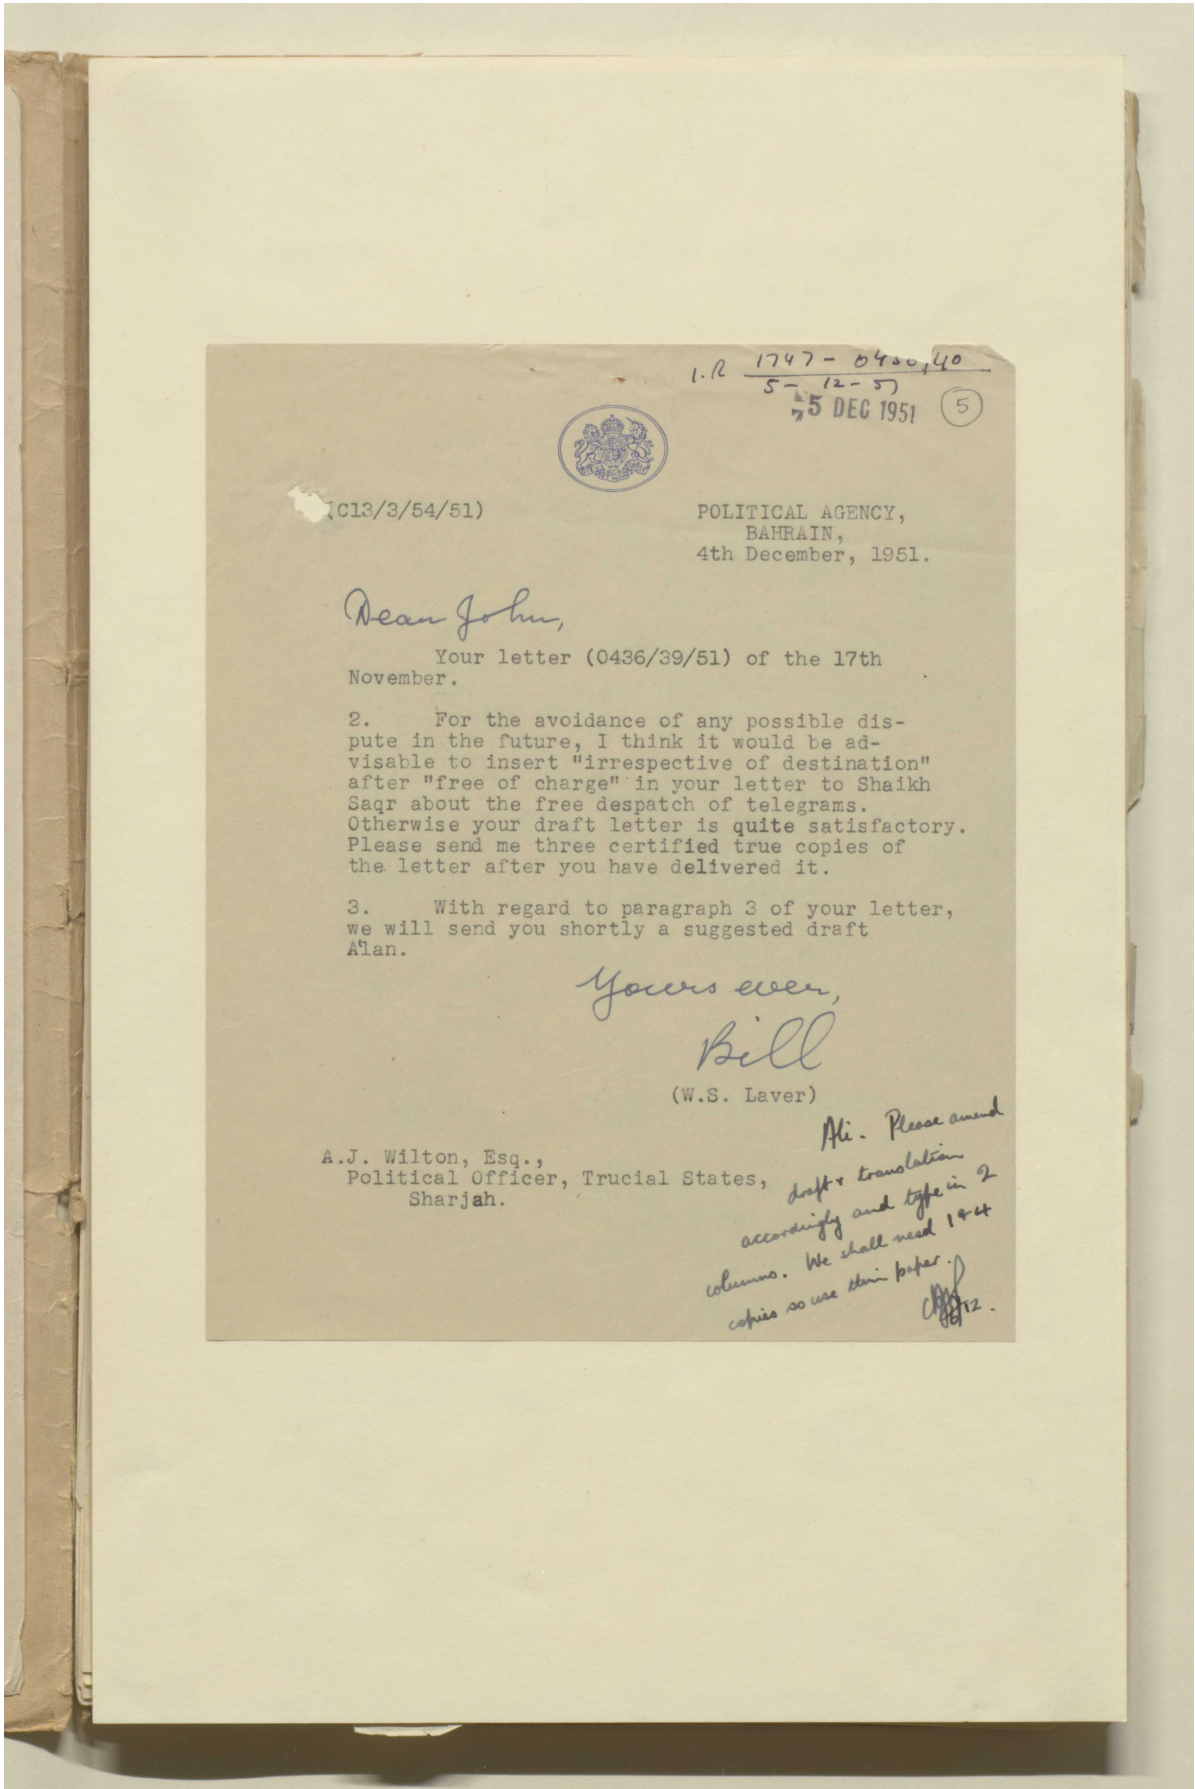 I.R 1747 - 0436/40
5 - 12 - 51
5 DEC 1951
5
(C13/3/54/51)
POLITICAL AGENCY,
BAHRAIN,
4th December, 1951.
Dear John,
Your letter (0436/39/51) of the 17th
November.
2. For the avoidance of any possible dis-
pute in the future, I think it would be ad-
visable to insert "irrespective of destination"
after "free of charge" in your letter to Shaikh
Saqr about the free despatch of telegrams.
Otherwise your draft letter is quite satisfactory.
Please send me three certified true copies of
the letter after you have delivered it.
3. With regard to paragraph 3 of your letter,
we will send you shortly a suggested draft
A'lan.
Yours ever,
Bill
(W.S. Laver)
A.J. Wilton, Esq.,
Political Officer, Trucial States,
Sharjah.
Ali. Please amend
draft & translation
accordingly and type in 2
columns. We shall need 1 & 4
copies so use thin paper.
6/12.